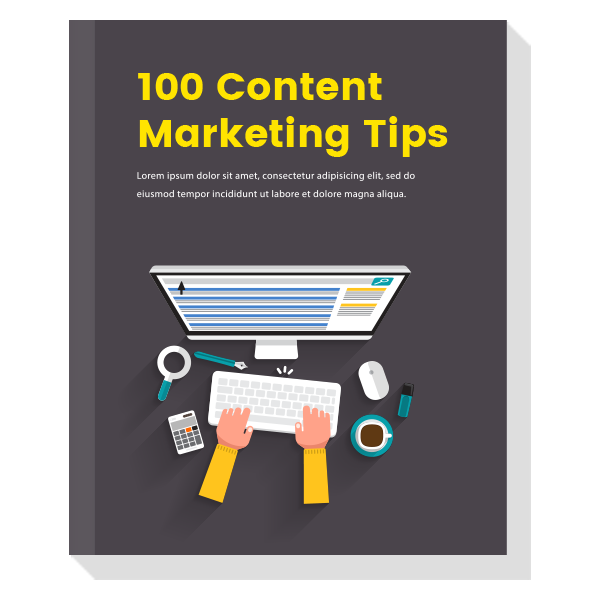 100 Content
Marketing Tips
Lorem ipsum dolor sit amet, consectetur adipisicing elit, sed do
eiusmod tempor incididunt ut labore et dolore magna aliqua.